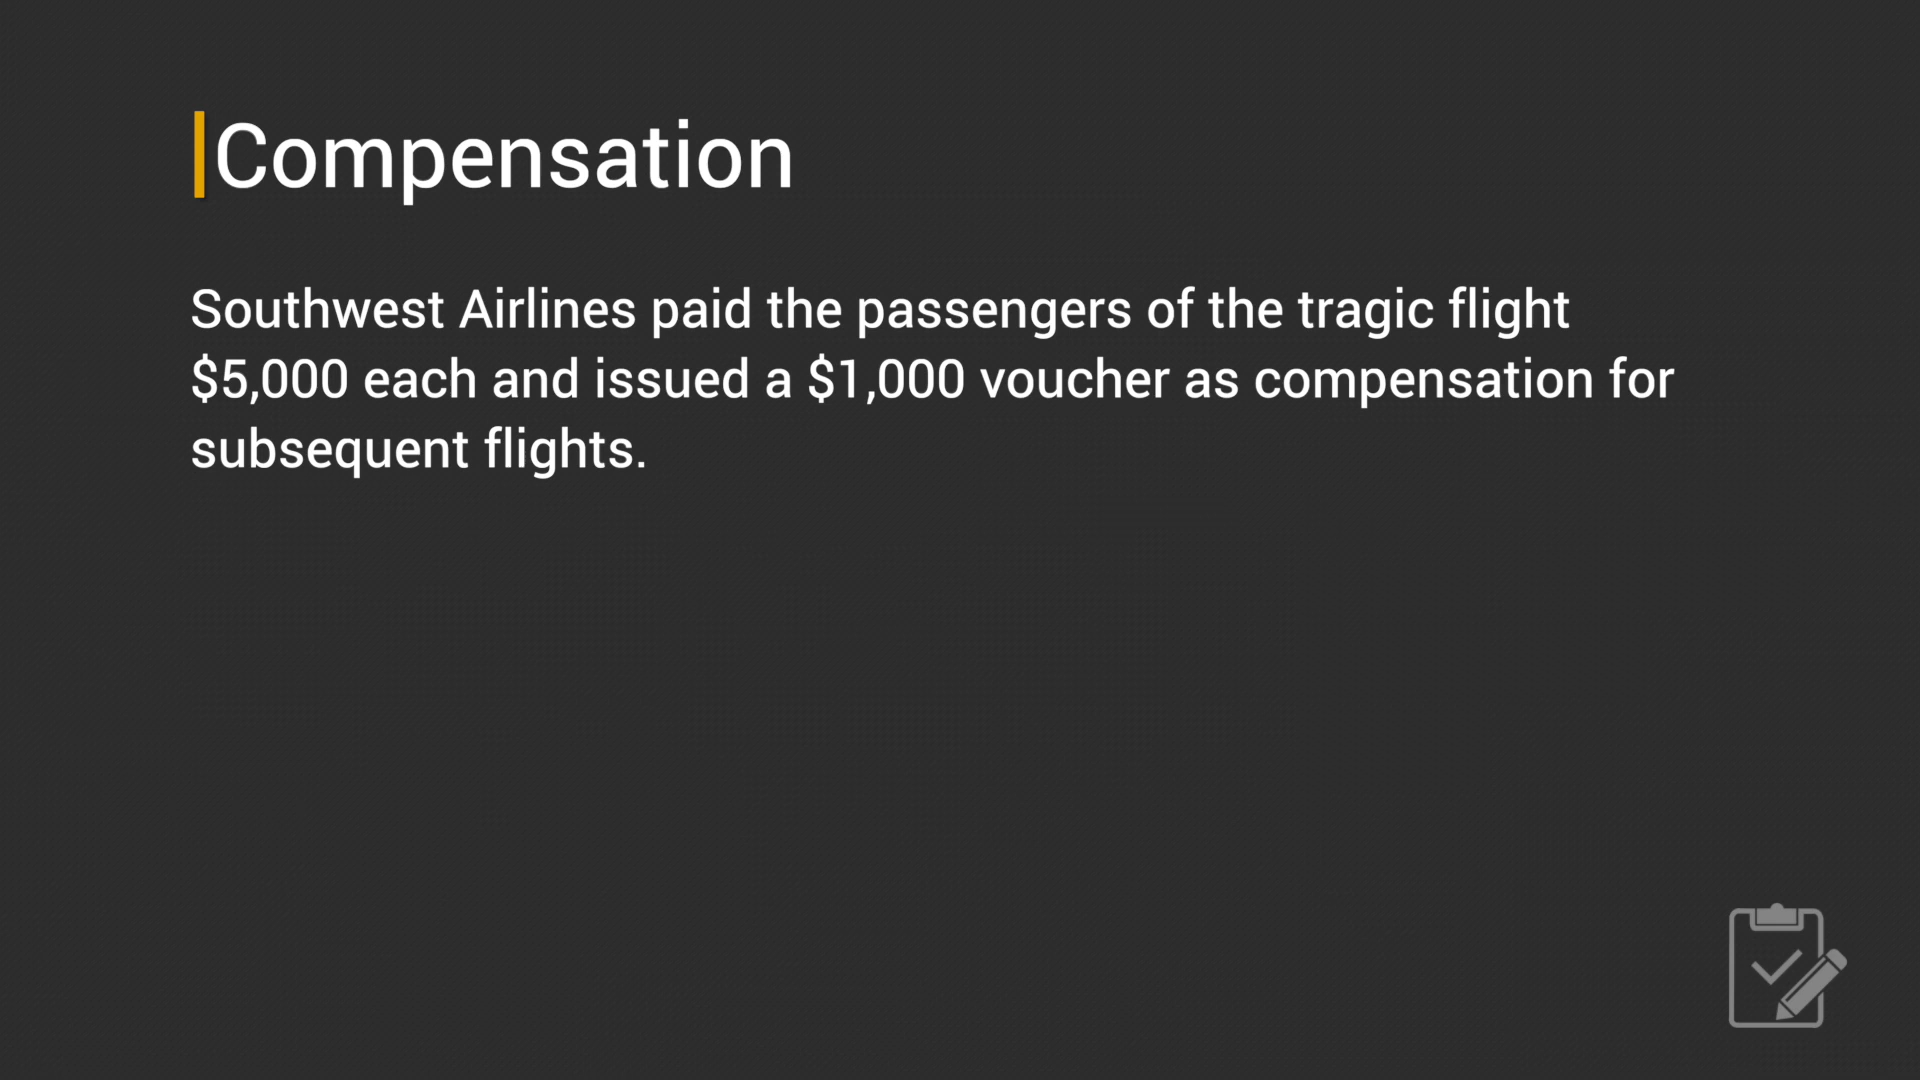 Compensation
Southwest Airlines paid the passengers of the tragic flight
$5,000 each and issued a $1,000 voucher as compensation for
subsequent flights.